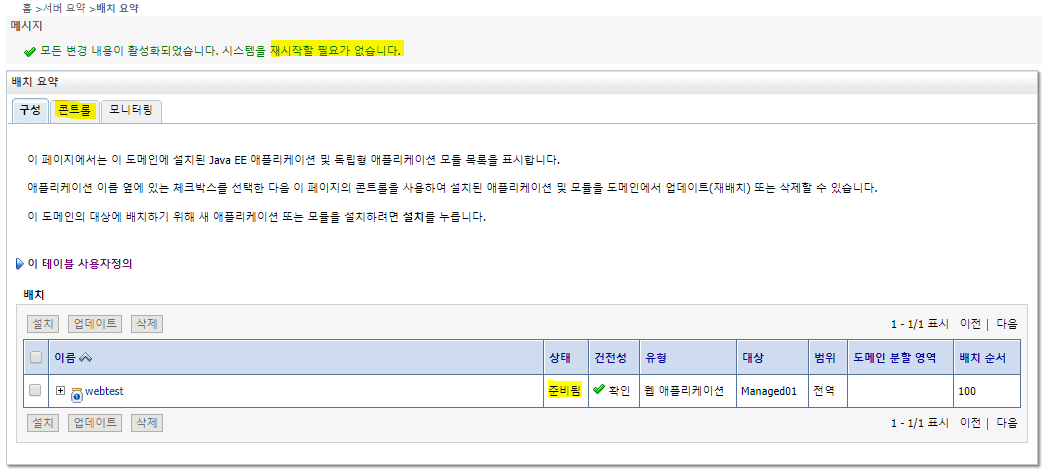 홈 >서버 요약 >배치 요약
메시지
모든 변경 내용이 활성화되었습니다. 시스템을 재시작할 필요가 없습니다.
배치 요약
구성 콘트롤 모니터링
이 페이지에서는 이 도메인에 설치된 Java EE 애플리케이션 및 독립형 애플리케이션 모듈 목록을 표시합니다.
애플리케이션 이름 옆에 있는 체크박스를 선택한 다음 이 페이지의 콘트롤을 사용하여 설치된 애플리케이션 및 모듈을 도메인에서 업데이트(재배치) 또는 삭제할 수 있습니다.
이 도메인의 대상에 배치하기 위해 새 애플리케이션 또는 모듈을 설치하려면 설치를 누릅니다.
이 테이블 사용자정의
배치
설치 업데이트 삭제 1 - 1/1 표시 이전 | 다음
이름 상태 건전성 유형 대상 범위 도메인 분할 영역 배치 순서
webtest 준비됨 확인 웹 애플리케이션 Managed01 전역 100
설치 업데이트 삭제 1 - 1/1 표시 이전 | 다음